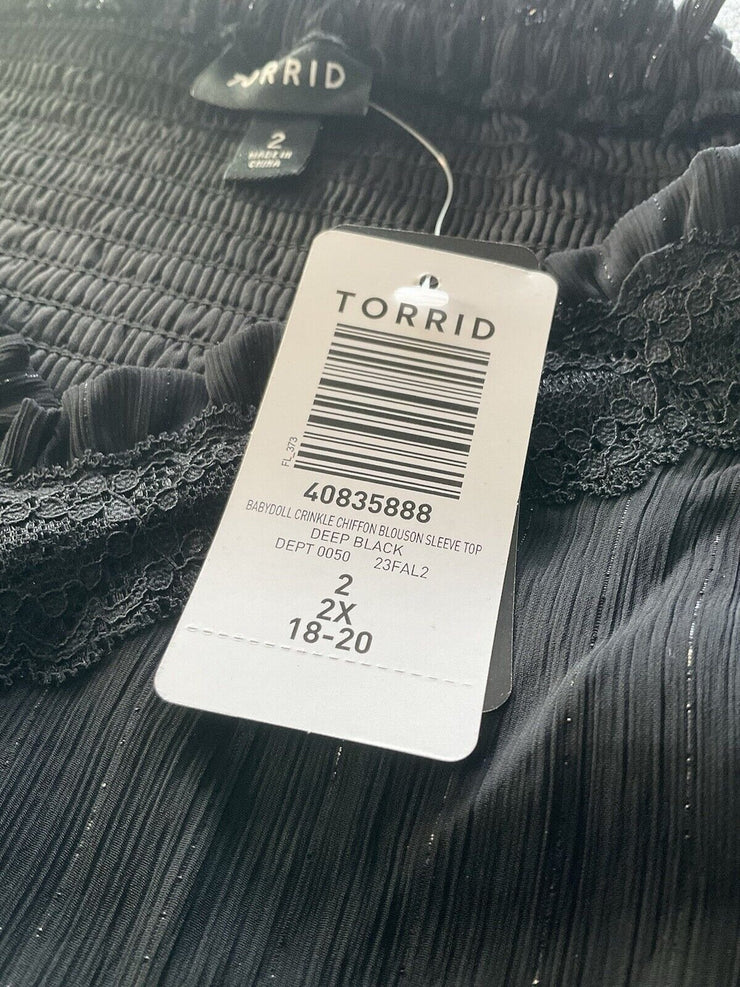 TORRID
2
MADE IN
CHINA
TORRID
FL_373
40835888
BABYDOLL CRINKLE CHIFFON BLOUSON SLEEVE TOP
DEEP BLACK
DEPT 0050 23FAL2
2
2X
18-20